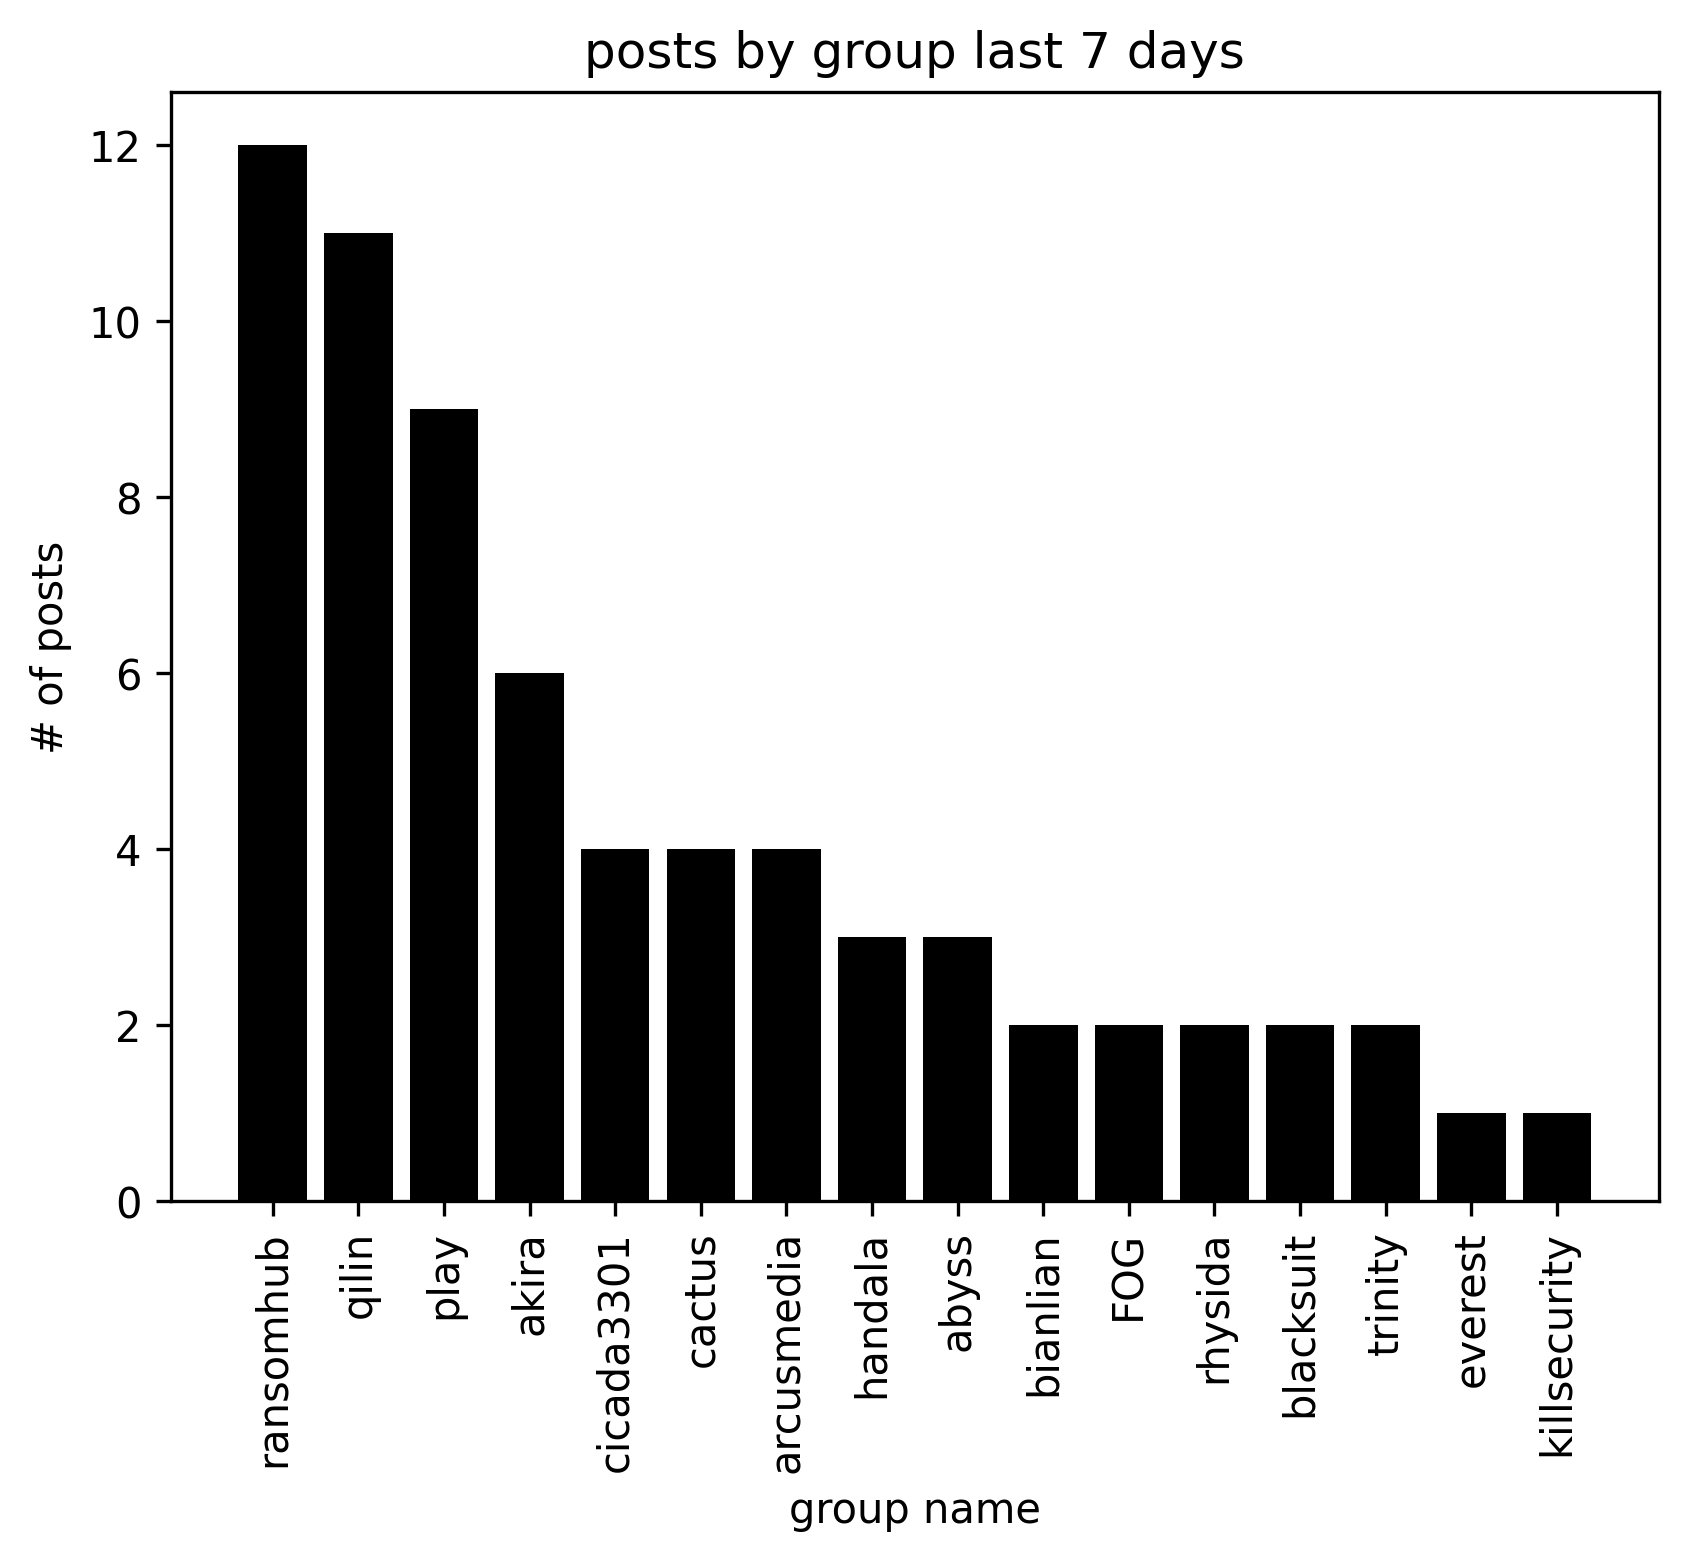 posts by group last 7 days
12
10
8
6
4
2
0
# of posts
ransomhub
qilin
play
akira
cicada3301
cactus
arcusmedia
handala
abyss
bianlian
FOG
rhysida
blacksuit
trinity
everest
killsecurity
group name